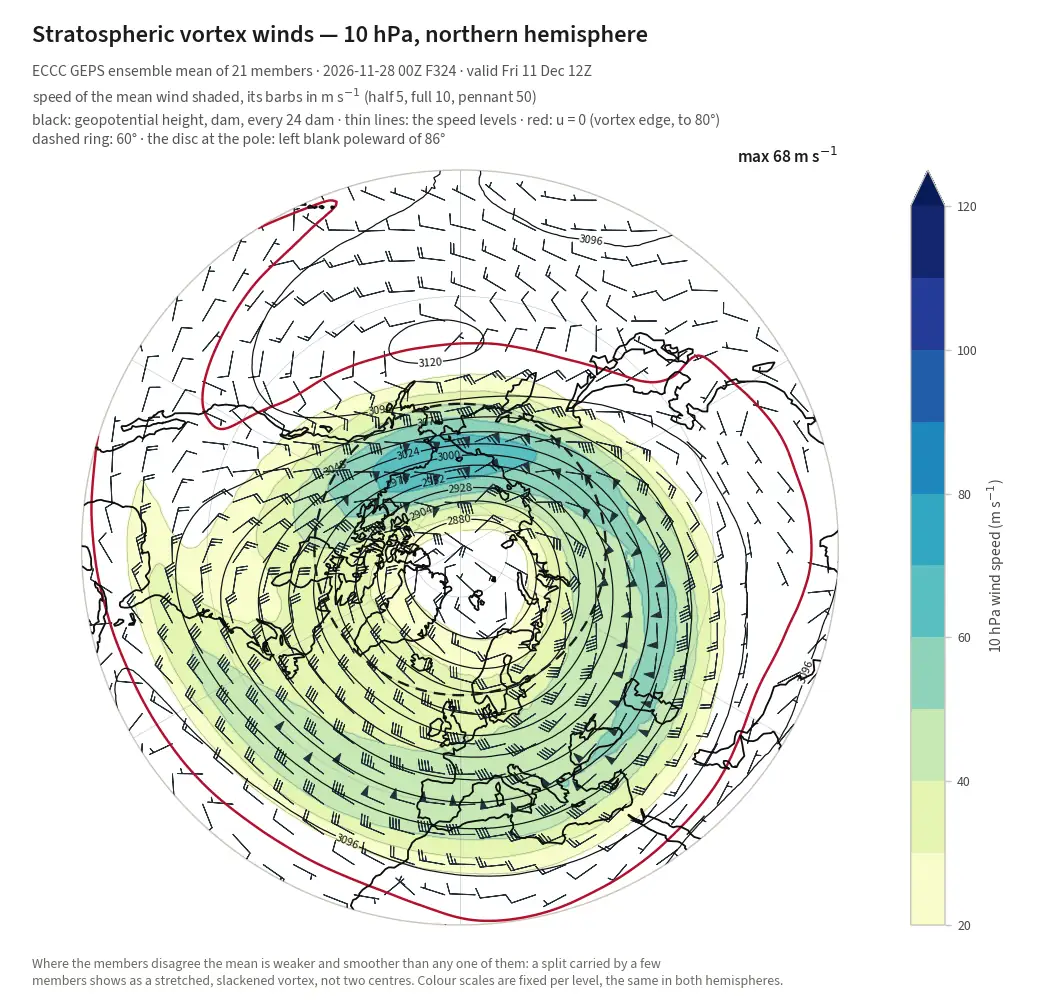 Stratospheric vortex winds — 10 hPa, northern hemisphere
ECCC GEPS ensemble mean of 21 members · 2026-11-28 00Z F324 · valid Fri 11 Dec 12Z
speed of the mean wind shaded, its barbs in m s⁻¹ (half 5, full 10, pennant 50)
black: geopotential height, dam, every 24 dam · thin lines: the speed levels · red: u = 0 (vortex edge, to 80°)
dashed ring: 60° · the disc at the pole: left blank poleward of 86°
max 68 m s⁻¹
120
100
80
60
40
20
10 hPa wind speed (m s⁻¹)
3096
3120
3024
3000
2928
2904
2880
3096
3096
Where the members disagree the mean is weaker and smoother than any one of them: a split carried by a few
members shows as a stretched, slackened vortex, not two centres. Colour scales are fixed per level, the same in both hemispheres.